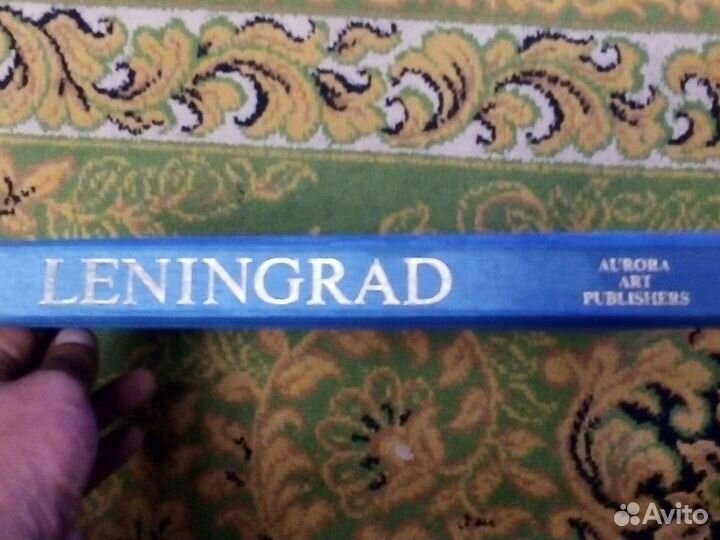 LENINGRAD
AURORA
ART
PUBLISHERS
Avito